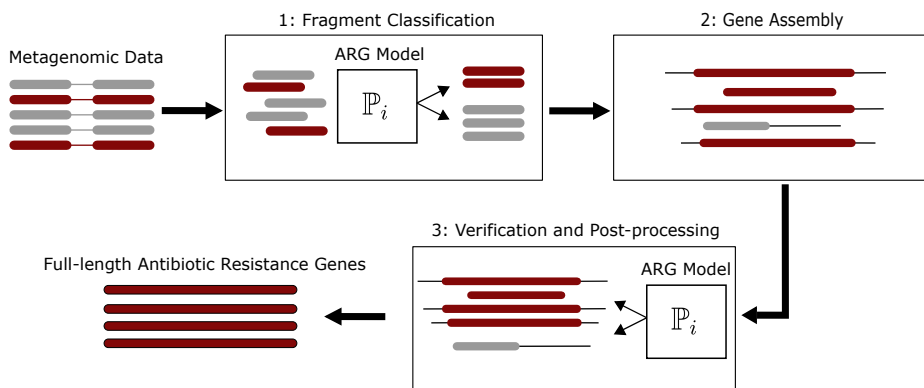 1: Fragment Classification
2: Gene Assembly
Metagenomic Data
ARG Model
ℙi
3: Verification and Post-processing
Full-length Antibiotic Resistance Genes
ARG Model
ℙi